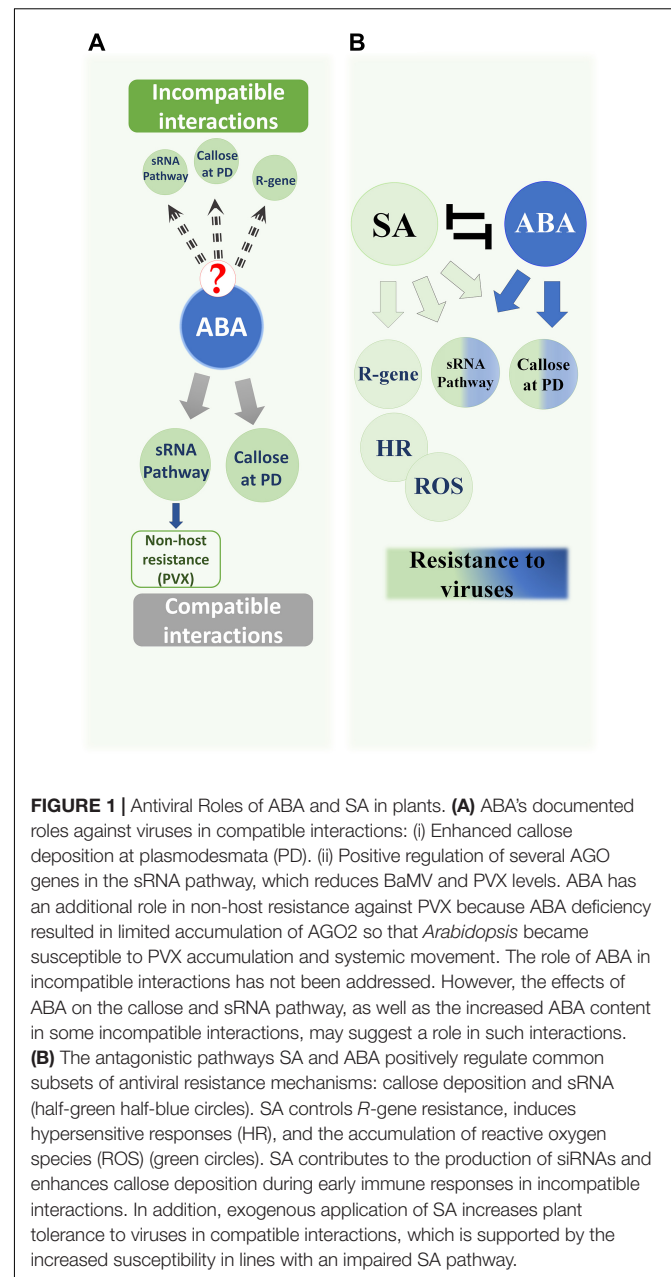 A
B
Incompatible
interactions
sRNA
Pathway
Callose
at PD
R-gene
?
ABA
sRNA
Pathway
Callose
at PD
Non-host
resistance
(PVX)
Compatible
interactions
SA
ABA
R-gene
sRNA
Pathway
Callose
at PD
HR
ROS
Resistance to
viruses
FIGURE 1 | Antiviral Roles of ABA and SA in plants. (A) ABA's documented
roles against viruses in compatible interactions: (i) Enhanced callose
deposition at plasmodesmata (PD). (ii) Positive regulation of several AGO
genes in the sRNA pathway, which reduces BaMV and PVX levels. ABA has
an additional role in non-host resistance against PVX because ABA deficiency
resulted in limited accumulation of AGO2 so that Arabidopsis became
susceptible to PVX accumulation and systemic movement. The role of ABA in
incompatible interactions has not been addressed. However, the effects of
ABA on the callose and sRNA pathway, as well as the increased ABA content
in some incompatible interactions, may suggest a role in such interactions.
(B) The antagonistic pathways SA and ABA positively regulate common
subsets of antiviral resistance mechanisms: callose deposition and sRNA
(half-green half-blue circles). SA controls R-gene resistance, induces
hypersensitive responses (HR), and the accumulation of reactive oxygen
species (ROS) (green circles). SA contributes to the production of siRNAs and
enhances callose deposition during early immune responses in incompatible
interactions. In addition, exogenous application of SA increases plant
tolerance to viruses in compatible interactions, which is supported by the
increased susceptibility in lines with an impaired SA pathway.